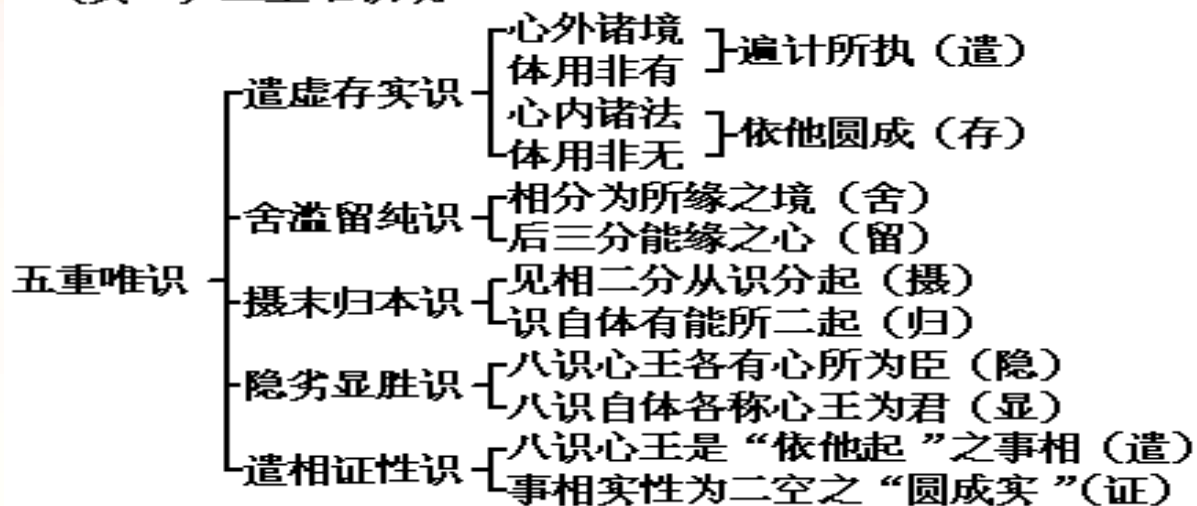 五重唯识
遣虚存实识
心外诸境
体用非有
遍计所执（遣）
心内诸法
体用非无
依他圆成（存）
舍滥留纯识
相分为所缘之境（舍）
后三分能缘之心（留）
摄末归本识
见相二分从识分起（摄）
识自体有能所二起（归）
隐劣显胜识
八识心王各有心所为臣（隐）
八识自体各称心王为君（显）
遣相证性识
八识心王是“依他起”之事相（遣）
事相实性为二空之“圆成实”（证）